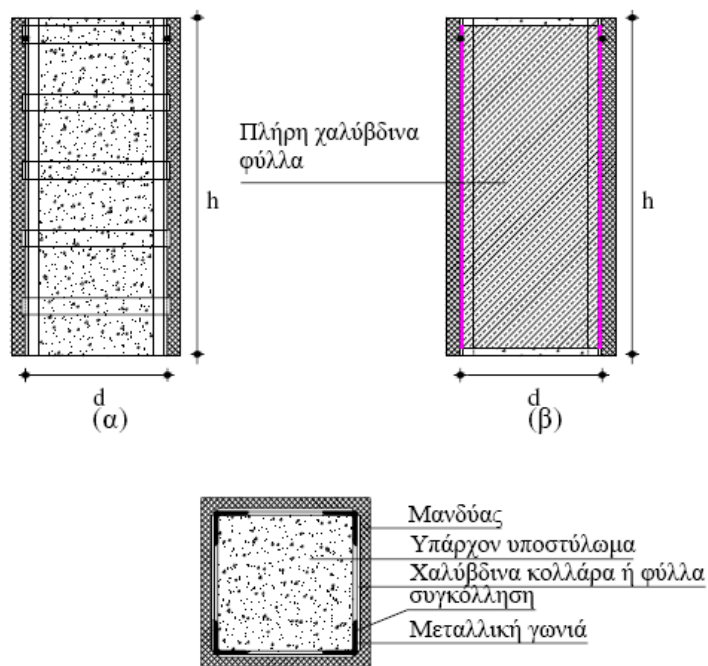 Πλήρη χαλύβδινα
φύλλα
h
h
d
(α)
d
(β)
Μανδύας
Υπάρχον υποστύλωμα
Χαλύβδινα κολλάρα ή φύλλα
συγκόλληση
Μεταλλική γωνιά